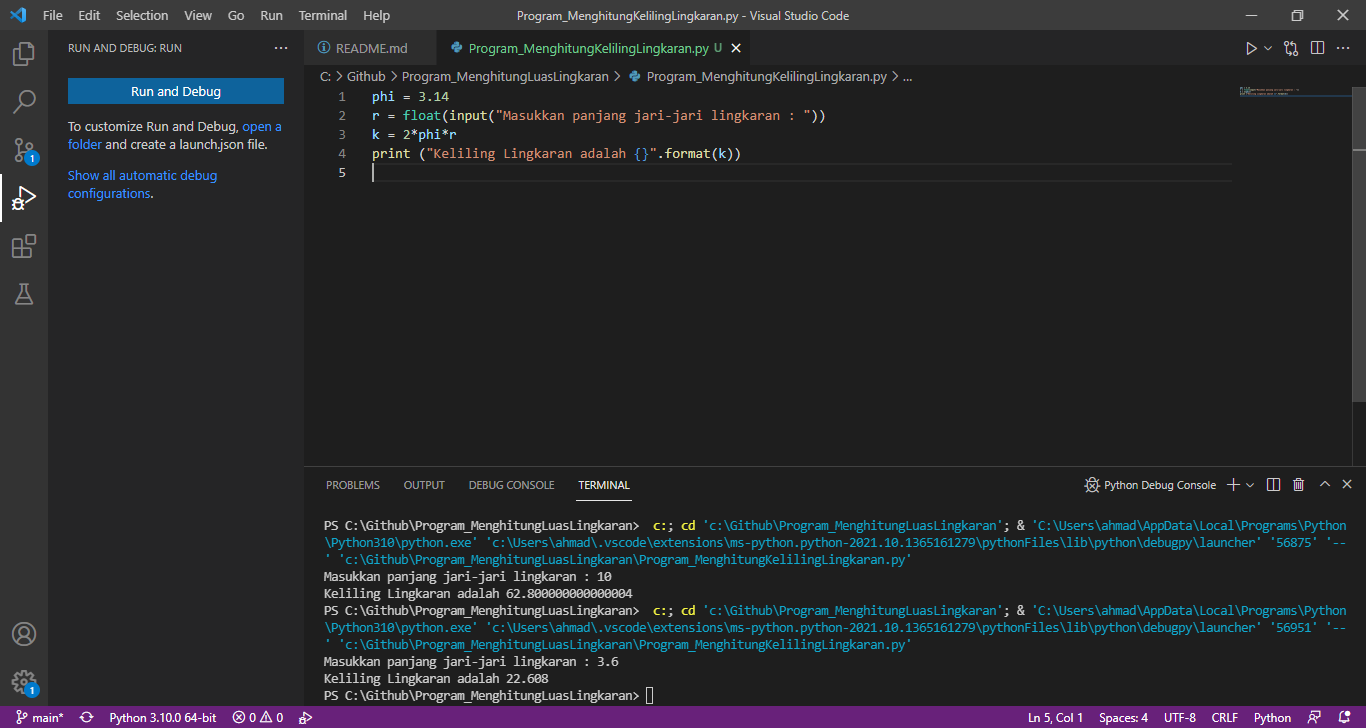 File Edit Selection View Go Run Terminal Help Program_MenghitungKelilingLingkaran.py - Visual Studio Code
RUN AND DEBUG: RUN ...
Run and Debug
To customize Run and Debug, open a
folder and create a launch.json file.
Show all automatic debug
configurations.
1
1
README.md Program_MenghitungKelilingLingkaran.py U
C: > Github > Program_MenghitungLuasLingkaran > Program_MenghitungKelilingLingkaran.py > ...
1 phi = 3.14
2 r = float(input("Masukkan panjang jari-jari lingkaran : "))
3 k = 2*phi*r
4 print ("Keliling Lingkaran adalah {}".format(k))
5
PROBLEMS OUTPUT DEBUG CONSOLE TERMINAL Python Debug Console
PS C:\Github\Program_MenghitungLuasLingkaran>  c:; cd 'c:\Github\Program_MenghitungLuasLingkaran'; & 'C:\Users\ahmad\AppData\Local\Programs\Python
\Python310\python.exe' 'c:\Users\ahmad\.vscode\extensions\ms-python.python-2021.10.1365161279\pythonFiles\lib\python\debugpy\launcher' '56875' '--
' 'c:\Github\Program_MenghitungLuasLingkaran\Program_MenghitungKelilingLingkaran.py'
Masukkan panjang jari-jari lingkaran : 10
Keliling Lingkaran adalah 62.800000000000004
PS C:\Github\Program_MenghitungLuasLingkaran>  c:; cd 'c:\Github\Program_MenghitungLuasLingkaran'; & 'C:\Users\ahmad\AppData\Local\Programs\Python
\Python310\python.exe' 'c:\Users\ahmad\.vscode\extensions\ms-python.python-2021.10.1365161279\pythonFiles\lib\python\debugpy\launcher' '56951' '--
' 'c:\Github\Program_MenghitungLuasLingkaran\Program_MenghitungKelilingLingkaran.py'
Masukkan panjang jari-jari lingkaran : 3.6
Keliling Lingkaran adalah 22.608
PS C:\Github\Program_MenghitungLuasLingkaran>
main* Python 3.10.0 64-bit 0 0 Ln 5, Col 1 Spaces: 4 UTF-8 CRLF Python